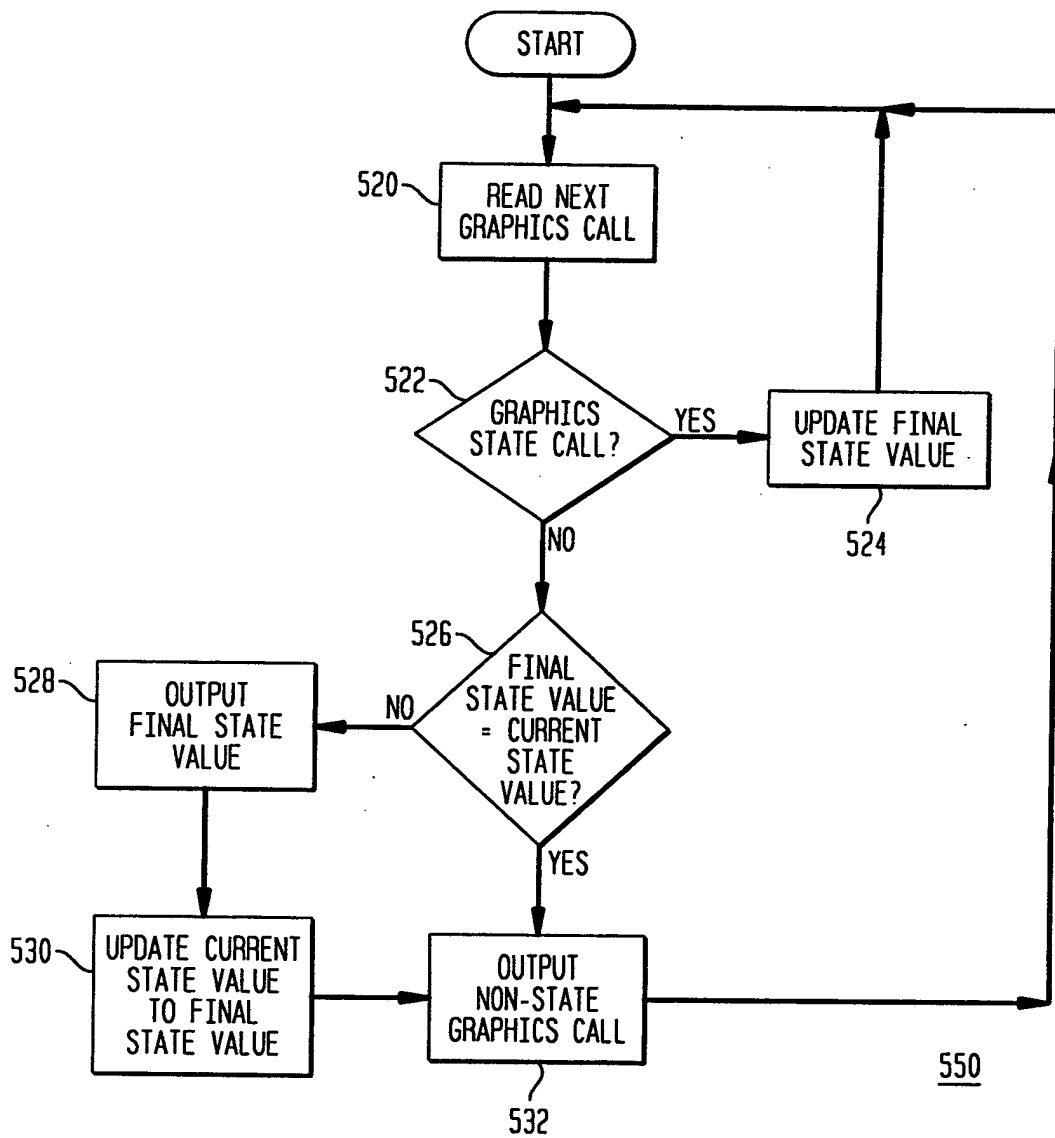 START
520
READ NEXT
GRAPHICS CALL
522
GRAPHICS
STATE CALL?
YES
UPDATE FINAL
STATE VALUE
524
NO
526
FINAL
STATE VALUE
= CURRENT
STATE
VALUE?
NO
528
OUTPUT
FINAL STATE
VALUE
YES
530
UPDATE CURRENT
STATE VALUE
TO FINAL
STATE VALUE
OUTPUT
NON-STATE
GRAPHICS CALL
532
550